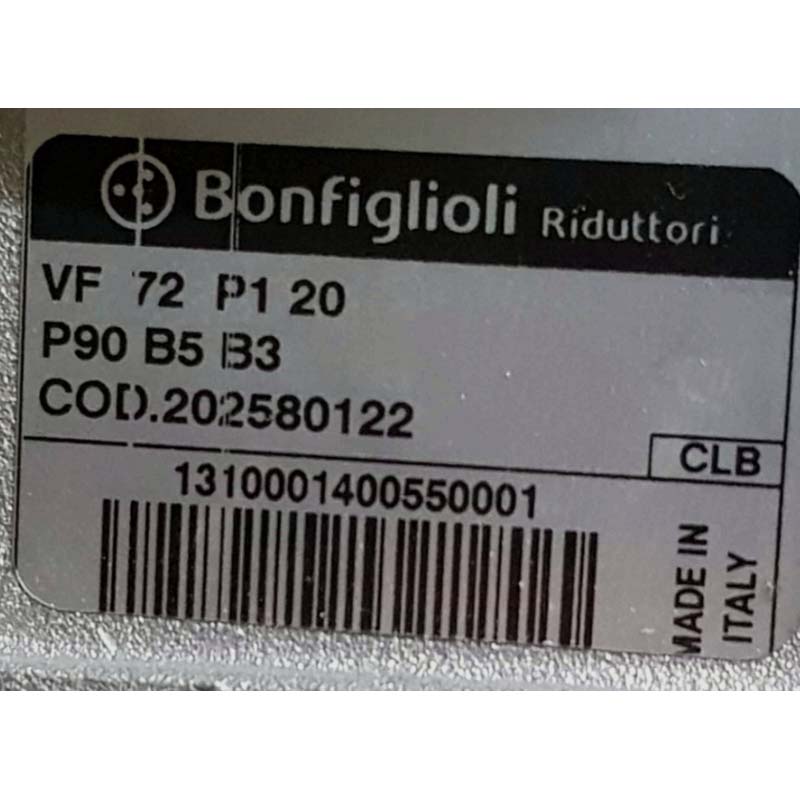 Bonfiglioli Riduttori
VF 72 P1 20
P90 B5 B3
COD.202580122
CLB
1310001400550001
MADE IN
ITALY